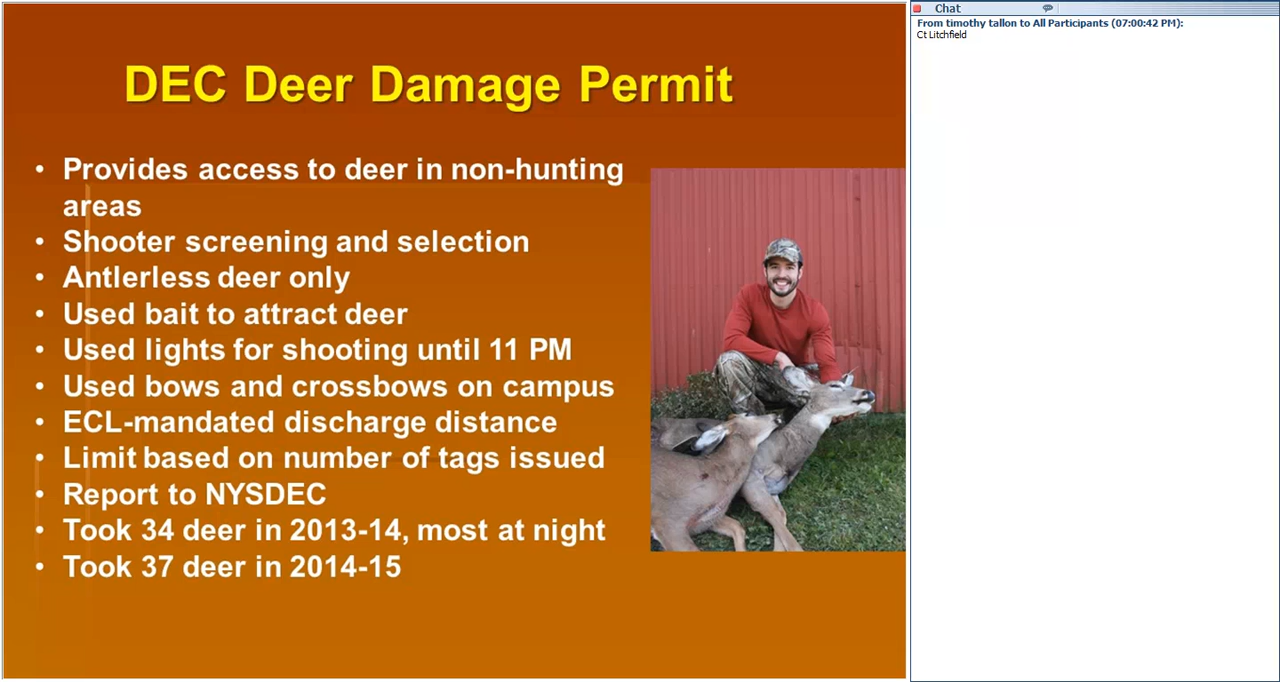 DEC Deer Damage Permit
• Provides access to deer in non-hunting
areas
• Shooter screening and selection
• Antlerless deer only
• Used bait to attract deer
• Used lights for shooting until 11 PM
• Used bows and crossbows on campus
• ECL-mandated discharge distance
• Limit based on number of tags issued
• Report to NYSDEC
• Took 34 deer in 2013-14, most at night
• Took 37 deer in 2014-15
Chat
From timothy tallon to All Participants (07:00:42 PM):
Ct Litchfield